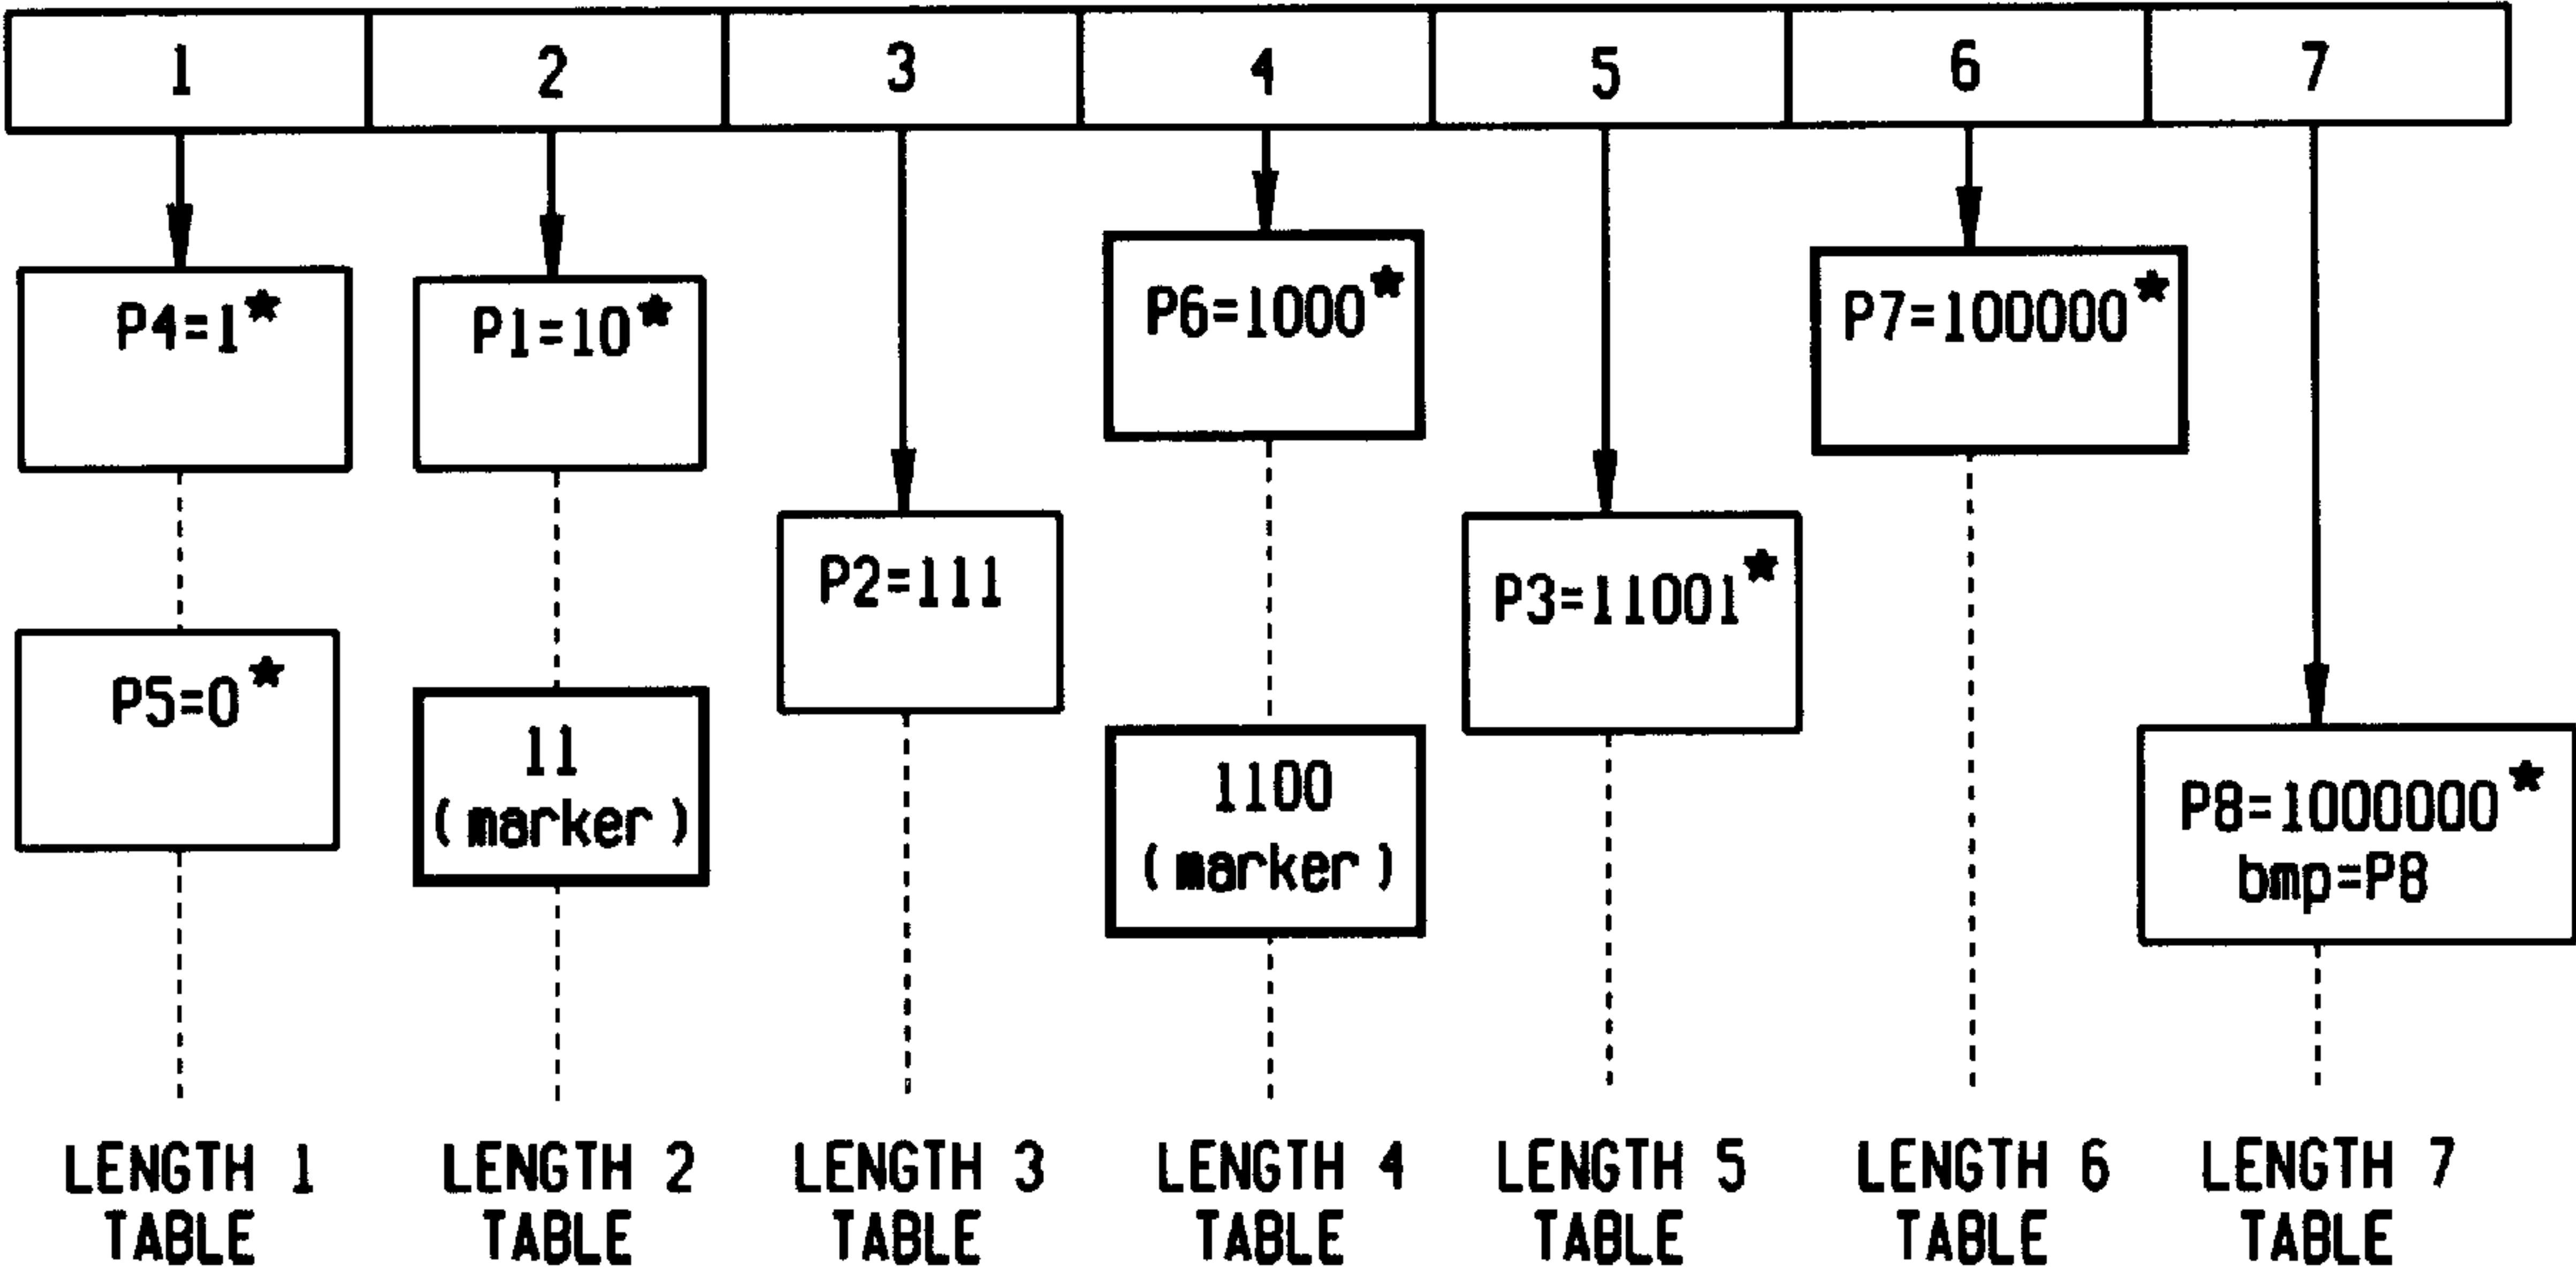 1 2 3 4 5 6 7
P4=1★
P1=10★
P6=1000★
P7=100000★
P2=111
P3=11001★
P5=0★
11
(marker)
1100
(marker)
P8=1000000★
bmp=P8
LENGTH 1
TABLE
LENGTH 2
TABLE
LENGTH 3
TABLE
LENGTH 4
TABLE
LENGTH 5
TABLE
LENGTH 6
TABLE
LENGTH 7
TABLE